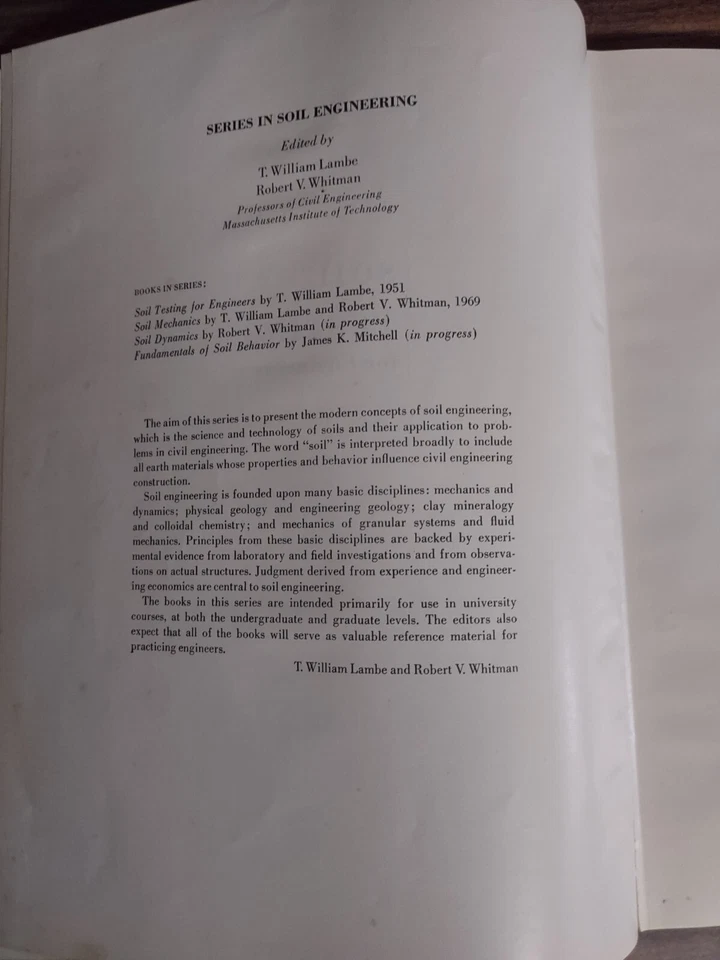 SERIES IN SOIL ENGINEERING
Edited by
T. William Lambe
Robert V. Whitman
Professors of Civil Engineering
Massachusetts Institute of Technology
BOOKS IN SERIES:
Soil Testing for Engineers by T. William Lambe, 1951
Soil Mechanics by T. William Lambe and Robert V. Whitman, 1969
Soil Dynamics by Robert V. Whitman (in progress)
Fundamentals of Soil Behavior by James K. Mitchell (in progress)
The aim of this series is to present the modern concepts of soil engineering,
which is the science and technology of soils and their application to prob-
lems in civil engineering. The word “soil” is interpreted broadly to include
all earth materials whose properties and behavior influence civil engineering
construction.
Soil engineering is founded upon many basic disciplines: mechanics and
dynamics; physical geology and engineering geology; clay mineralogy
and colloidal chemistry; and mechanics of granular systems and fluid
mechanics. Principles from these basic disciplines are backed by experi-
mental evidence from laboratory and field investigations and from observa-
tions on actual structures. Judgment derived from experience and engineer-
ing economics are central to soil engineering.
The books in this series are intended primarily for use in university
courses, at both the undergraduate and graduate levels. The editors also
expect that all of the books will serve as valuable reference material for
practicing engineers.
T. William Lambe and Robert V. Whitman